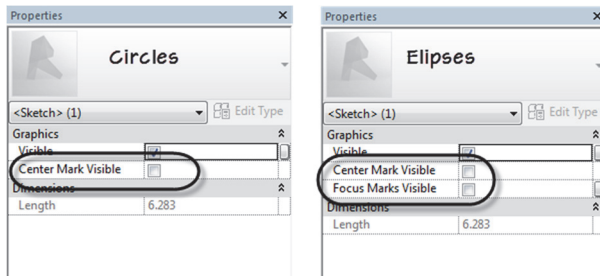 Properties
Circles
<Sketch> (1)
Edit Type
Graphics
Visible
Center Mark Visible
Dimensions
Length 6.283
Properties
Elipses
<Sketch> (1)
Edit Type
Graphics
Visible
Center Mark Visible
Focus Marks Visible
Dimensions
Length 6.283